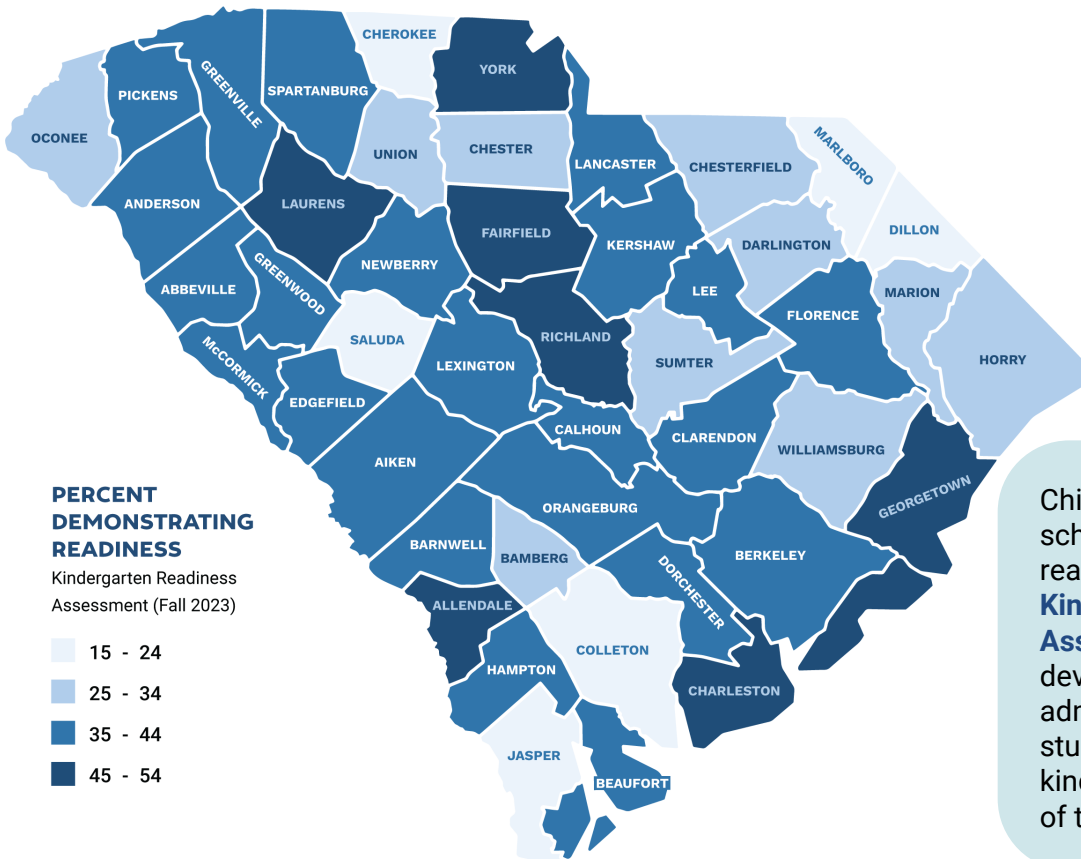 CHEROKEE
YORK
GREENVILLE
SPARTANBURG
PICKENS
OCONEE
UNION
CHESTER
LANCASTER
CHESTERFIELD
MARLBORO
ANDERSON
LAURENS
FAIRFIELD
KERSHAW
DARLINGTON
DILLON
NEWBERRY
GREENWOOD
ABBEVILLE
LEE
MARION
FLORENCE
SALUDA
RICHLAND
HORRY
McCORMICK
LEXINGTON
SUMTER
EDGEFIELD
CALHOUN
CLARENDON
WILLIAMSBURG
AIKEN
GEORGETOWN
ORANGEBURG
BARNWELL
BAMBERG
BERKELEY
DORCHESTER
ALLENDALE
COLLETON
HAMPTON
CHARLESTON
JASPER
BEAUFORT
PERCENT
DEMONSTRATING
READINESS
Kindergarten Readiness
Assessment (Fall 2023)
15 - 24
25 - 34
35 - 44
45 - 54
Chi
sch
rea
Kin
Ass
dev
adr
stu
kin
of t